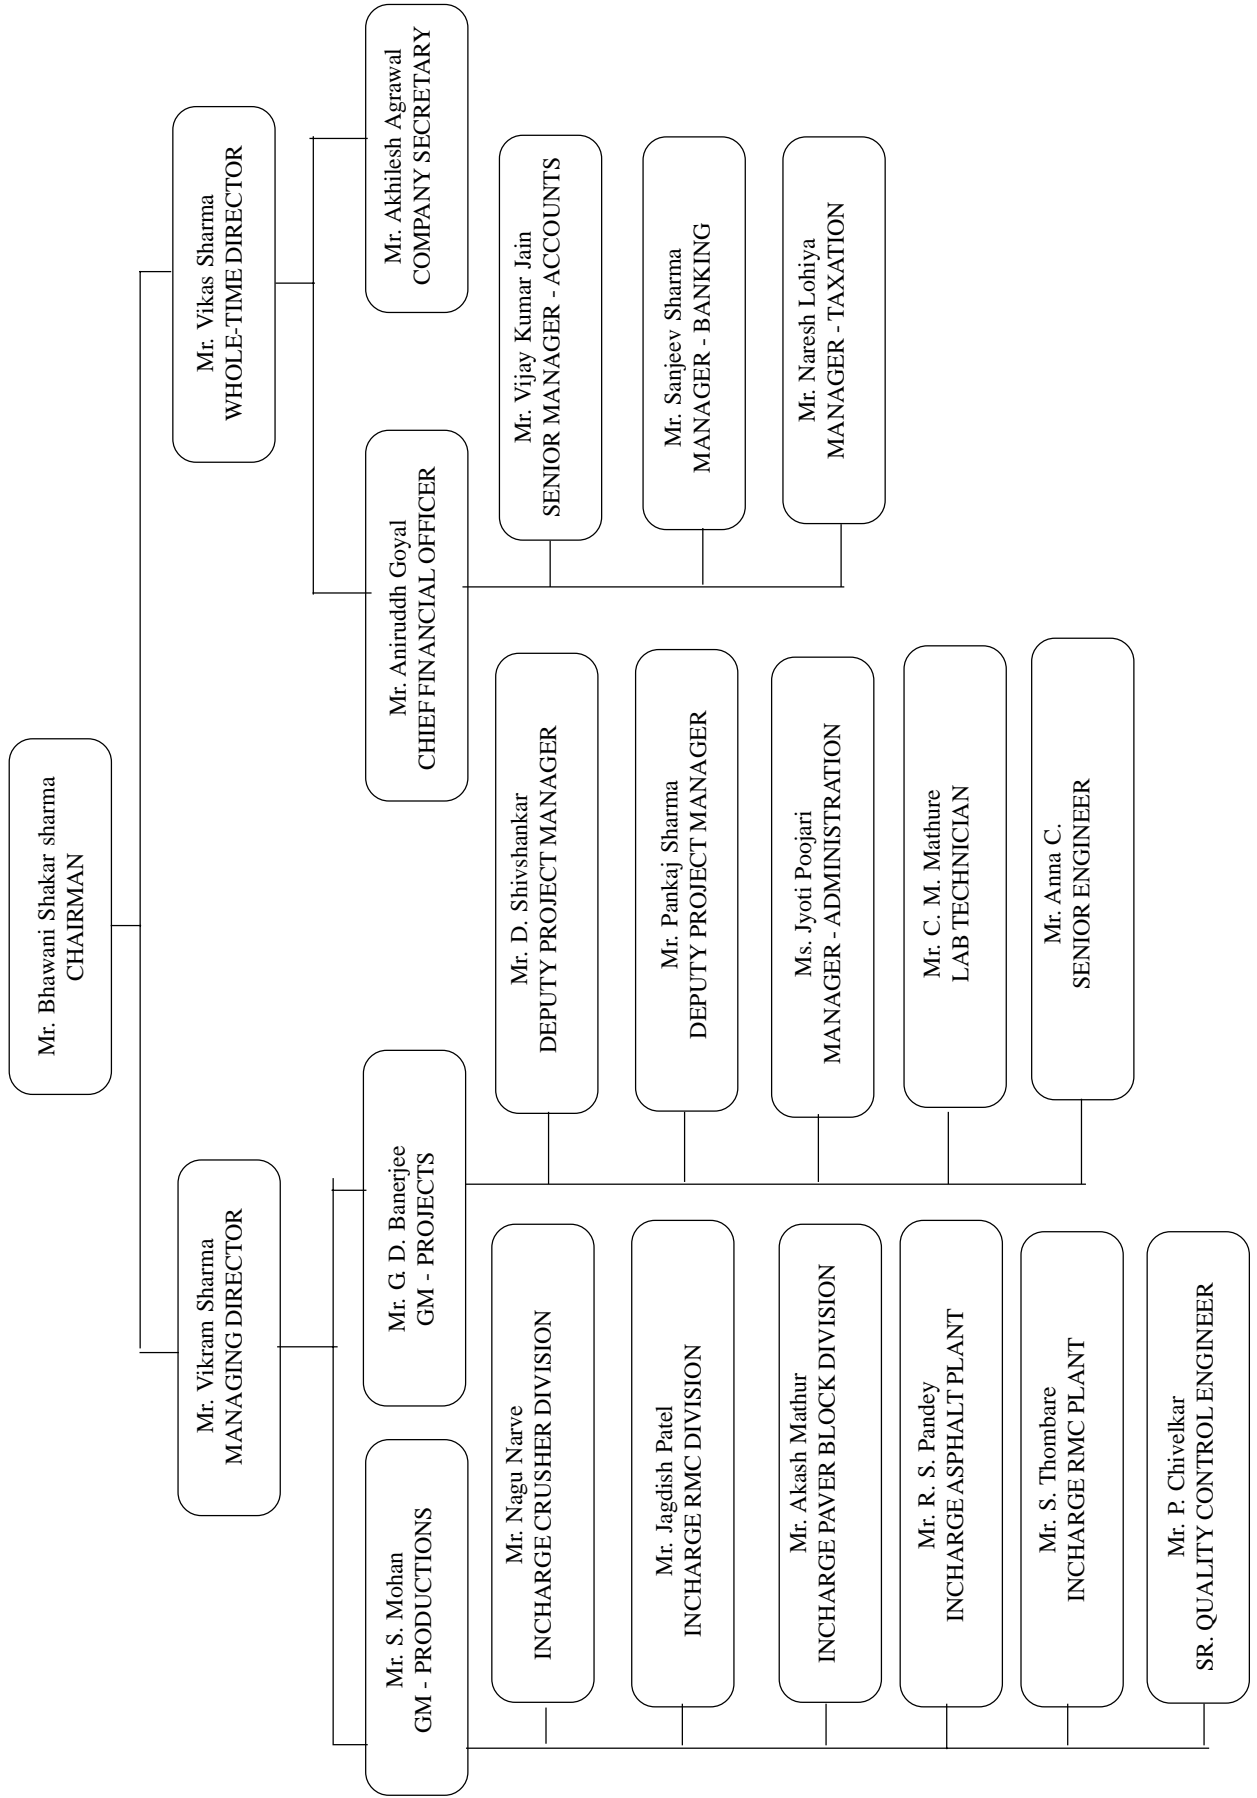 Mr. Bhawani Shakar sharma
CHAIRMAN
Mr. Vikram Sharma
MANAGING DIRECTOR
Mr. Vikas Sharma
WHOLE-TIME DIRECTOR
Mr. S. Mohan
GM - PRODUCTIONS
Mr. G. D. Banerjee
GM - PROJECTS
Mr. Aniruddh Goyal
CHIEF FINANCIAL OFFICER
Mr. Akhilesh Agrawal
COMPANY SECRETARY
Mr. Nagu Narve
INCHARGE CRUSHER DIVISION
Mr. D. Shivshankar
DEPUTY PROJECT MANAGER
Mr. Vijay Kumar Jain
SENIOR MANAGER - ACCOUNTS
Mr. Jagdish Patel
INCHARGE RMC DIVISION
Mr. Pankaj Sharma
DEPUTY PROJECT MANAGER
Mr. Sanjeev Sharma
MANAGER - BANKING
Mr. Akash Mathur
INCHARGE PAVER BLOCK DIVISION
Ms. Jyoti Poojari
MANAGER - ADMINISTRATION
Mr. Naresh Lohiya
MANAGER - TAXATION
Mr. R. S. Pandey
INCHARGE ASPHALT PLANT
Mr. C. M. Mathure
LAB TECHNICIAN
Mr. S. Thombare
INCHARGE RMC PLANT
Mr. Anna C.
SENIOR ENGINEER
Mr. P. Chivelkar
SR. QUALITY CONTROL ENGINEER